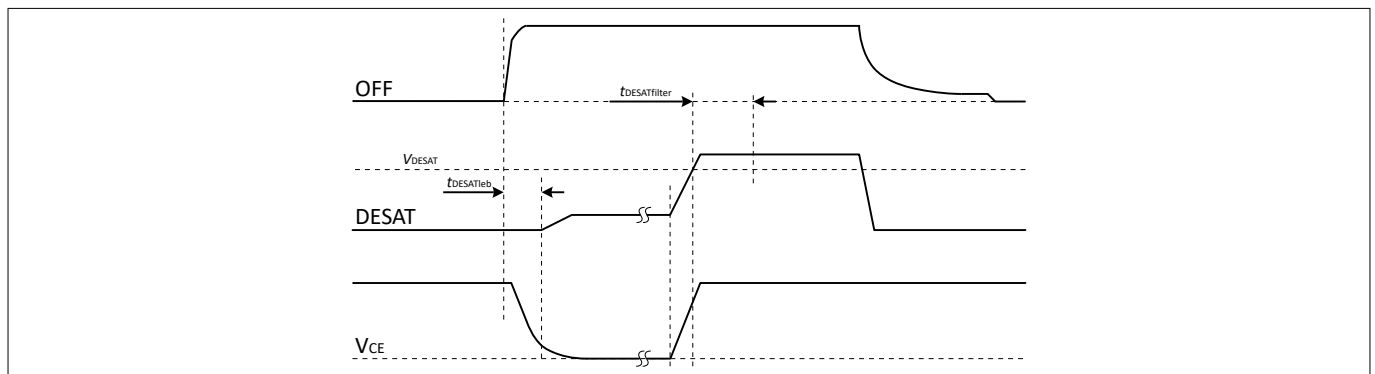 OFF
tDESATfilter
VDESAT
tDESATleb
DESAT
VCE